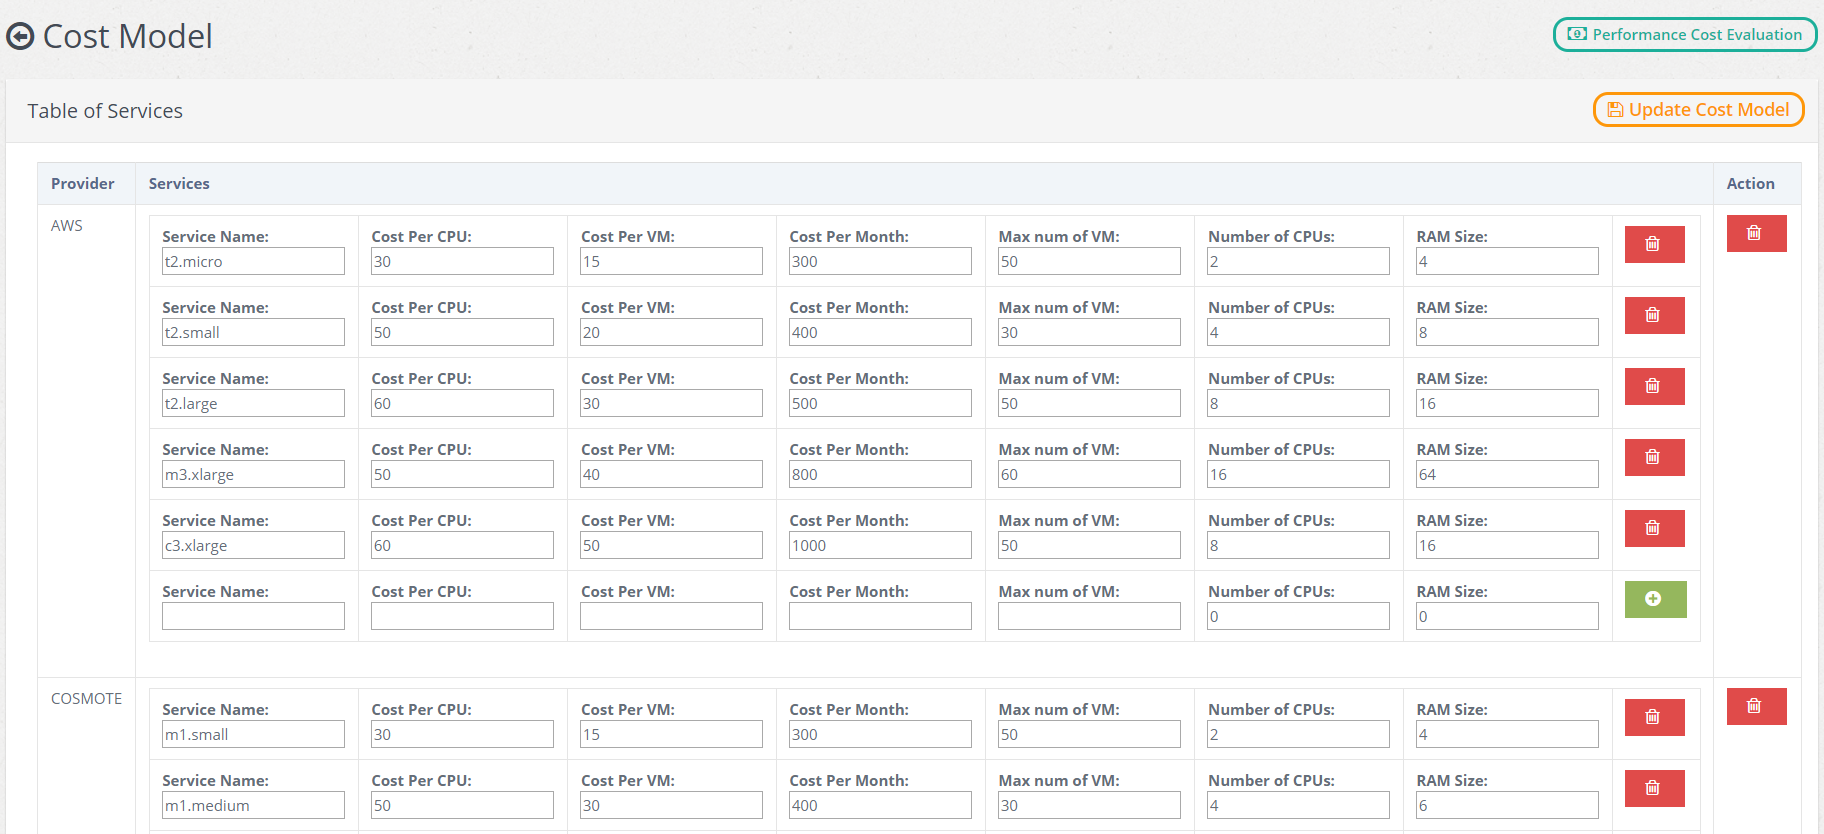 Cost Model
Performance Cost Evaluation
Table of Services
Update Cost Model
Provider Services Action
AWS
Service Name: Cost Per CPU: Cost Per VM: Cost Per Month: Max num of VM: Number of CPUs: RAM Size:
t2.micro 30 15 300 50 2 4
Service Name: Cost Per CPU: Cost Per VM: Cost Per Month: Max num of VM: Number of CPUs: RAM Size:
t2.small 50 20 400 30 4 8
Service Name: Cost Per CPU: Cost Per VM: Cost Per Month: Max num of VM: Number of CPUs: RAM Size:
t2.large 60 30 500 50 8 16
Service Name: Cost Per CPU: Cost Per VM: Cost Per Month: Max num of VM: Number of CPUs: RAM Size:
m3.xlarge 50 40 800 60 16 64
Service Name: Cost Per CPU: Cost Per VM: Cost Per Month: Max num of VM: Number of CPUs: RAM Size:
c3.xlarge 60 50 1000 50 8 16
Service Name: Cost Per CPU: Cost Per VM: Cost Per Month: Max num of VM: Number of CPUs: RAM Size:
0 0
COSMOTE
Service Name: Cost Per CPU: Cost Per VM: Cost Per Month: Max num of VM: Number of CPUs: RAM Size:
m1.small 30 15 300 50 2 4
Service Name: Cost Per CPU: Cost Per VM: Cost Per Month: Max num of VM: Number of CPUs: RAM Size:
m1.medium 50 30 400 30 4 6